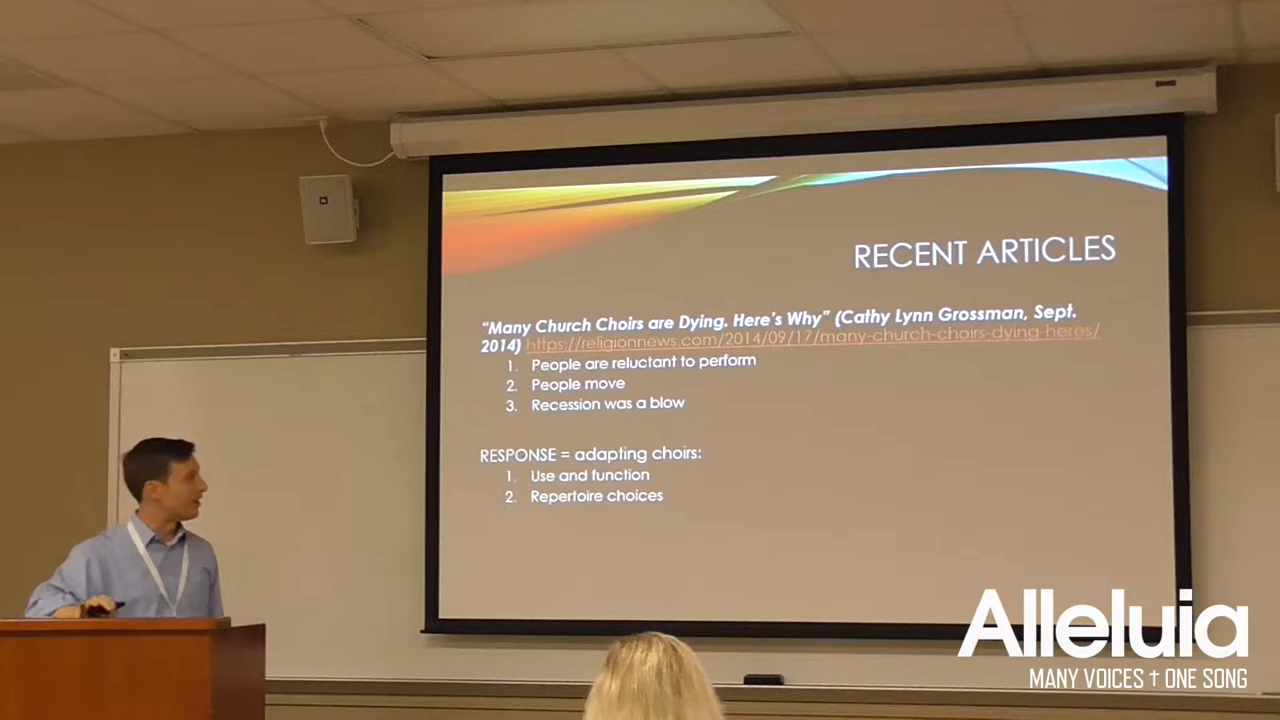 RECENT ARTICLES
“Many Church Choirs are Dying. Here’s Why” (Cathy Lynn Grossman, Sept.
2014) https://religionnews.com/2014/09/17/many-church-choirs-dying-heres/
1. People are reluctant to perform
2. People move
3. Recession was a blow
RESPONSE = adapting choirs:
1. Use and function
2. Repertoire choices
Alleluia
MANY VOICES † ONE SONG